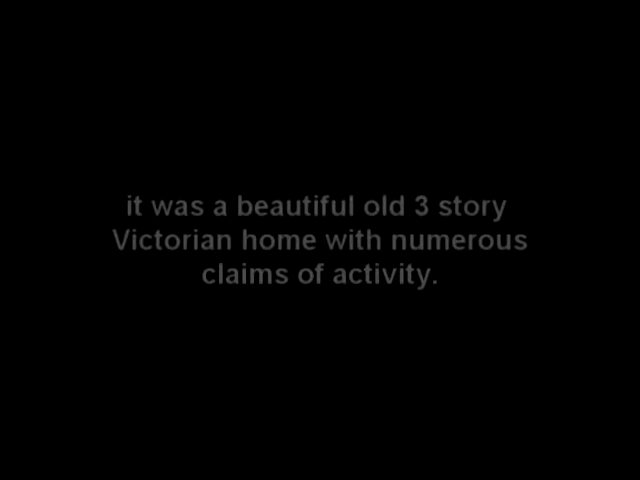 it was a beautiful old 3 story
Victorian home with numerous
claims of activity.